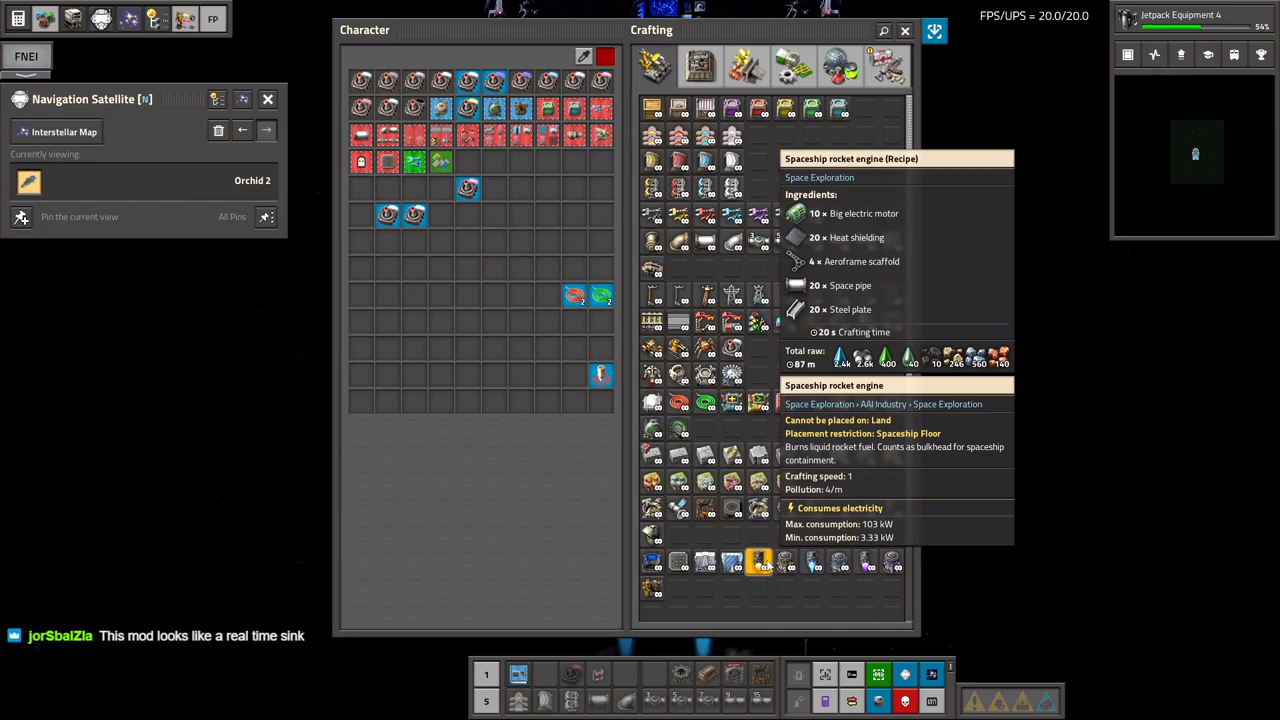 FP
FPS/UPS = 20.0/20.0
Jetpack Equipment 4
54%
FNEI
Navigation Satellite [N]
Interstellar Map
Currently viewing:
Orchid 2
Pin the current view
All Pins
Character
2
2
Crafting
Spaceship rocket engine (Recipe)
Space Exploration
Ingredients:
10 × Big electric motor
20 × Heat shielding
4 × Aeroframe scaffold
20 × Space pipe
20 × Steel plate
20 s Crafting time
Total raw:
87 m
2.4k 2.6k 400 40 10 246 560 140
Spaceship rocket engine
Space Exploration › AAI Industry › Space Exploration
Cannot be placed on: Land
Placement restriction: Spaceship Floor
Burns liquid rocket fuel. Counts as bulkhead for spaceship
containment.
Crafting speed: 1
Pollution: 4/m
Consumes electricity
Max. consumption: 103 kW
Min. consumption: 3.33 kW
jorSbalZla This mod looks like a real time sink
1
5